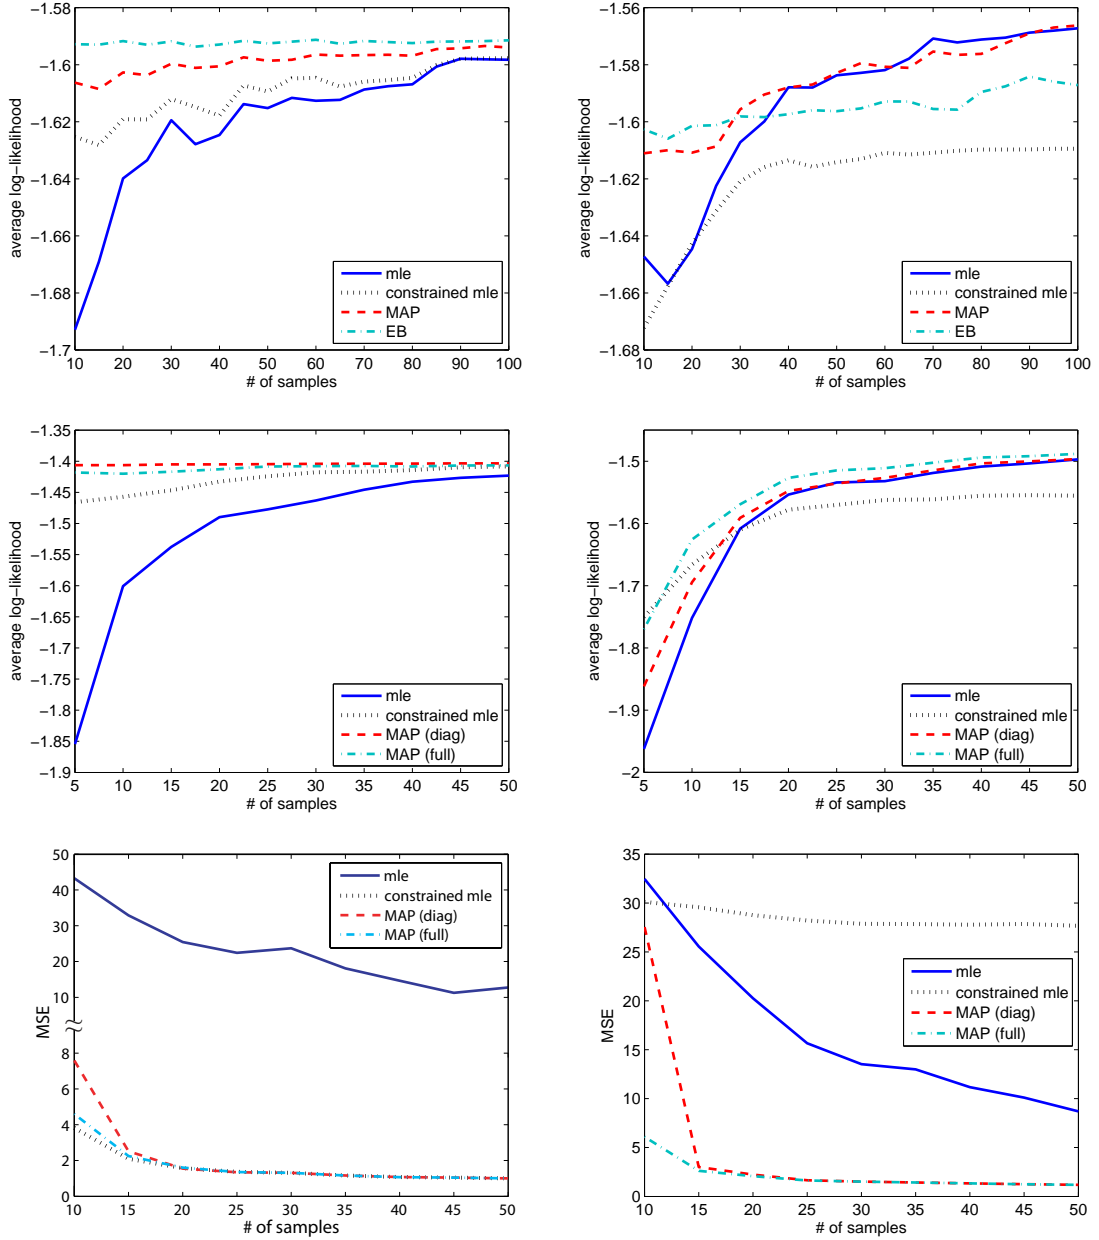 −1.58
−1.6
−1.62
−1.64
−1.66
−1.68
−1.7
average log−likelihood
10 20 30 40 50 60 70 80 90 100
# of samples
mle
constrained mle
MAP
EB
−1.56
−1.58
−1.6
−1.62
−1.64
−1.66
−1.68
average log−likelihood
10 20 30 40 50 60 70 80 90 100
# of samples
mle
constrained mle
MAP
EB
−1.35
−1.4
−1.45
−1.5
−1.55
−1.6
−1.65
−1.7
−1.75
−1.8
−1.85
−1.9
average log−likelihood
5 10 15 20 25 30 35 40 45 50
# of samples
mle
constrained mle
MAP (diag)
MAP (full)
−1.5
−1.6
−1.7
−1.8
−1.9
−2
average log−likelihood
5 10 15 20 25 30 35 40 45 50
# of samples
mle
constrained mle
MAP (diag)
MAP (full)
50
40
30
20
10
8
6
4
2
0
MSE
10 15 20 25 30 35 40 45 50
# of samples
mle
constrained mle
MAP (diag)
MAP (full)
35
30
25
20
15
10
5
0
MSE
10 15 20 25 30 35 40 45 50
# of samples
mle
constrained mle
MAP (diag)
MAP (full)